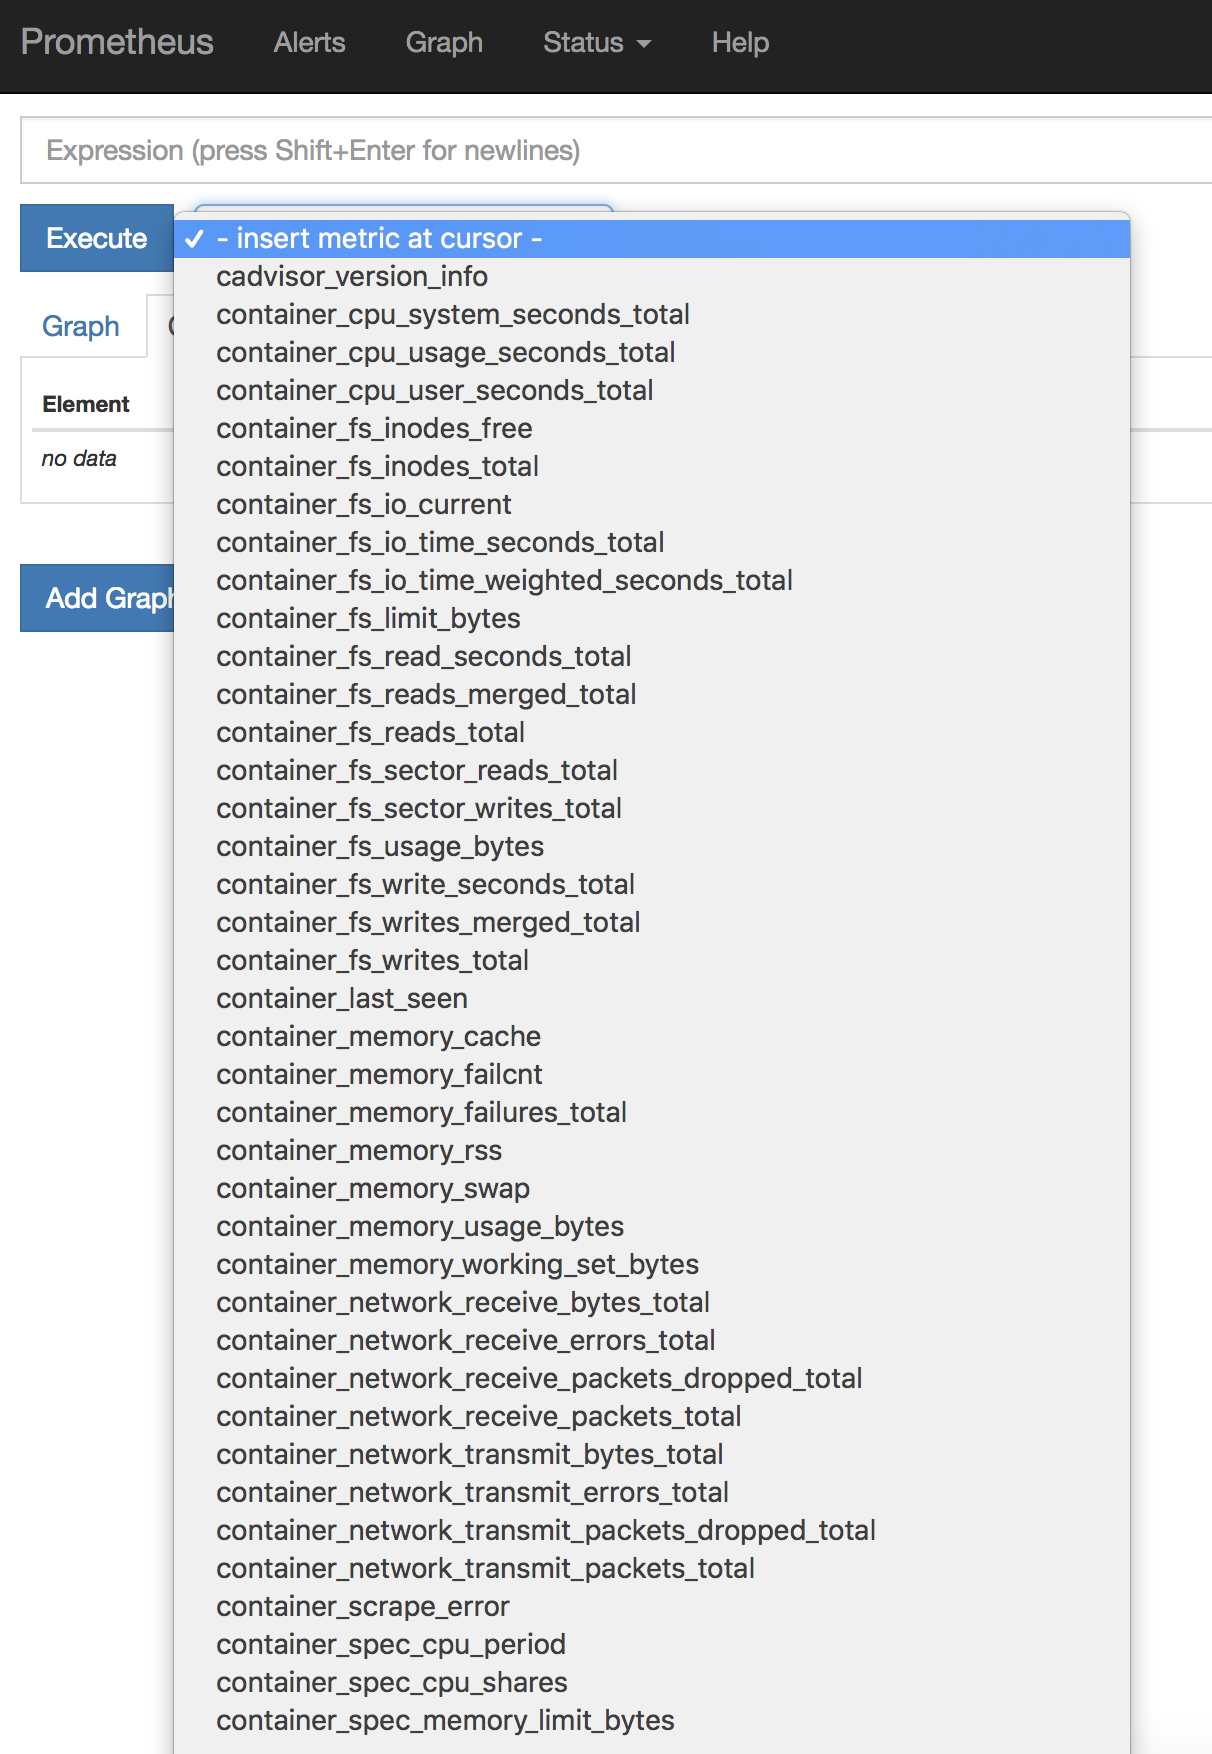 Prometheus Alerts Graph Status Help
Expression (press Shift+Enter for newlines)
Execute
✓ - insert metric at cursor -
cadvisor_version_info
container_cpu_system_seconds_total
Graph
container_cpu_usage_seconds_total
container_cpu_user_seconds_total
Element
container_fs_inodes_free
no data
container_fs_inodes_total
container_fs_io_current
container_fs_io_time_seconds_total
container_fs_io_time_weighted_seconds_total
Add Graph
container_fs_limit_bytes
container_fs_read_seconds_total
container_fs_reads_merged_total
container_fs_reads_total
container_fs_sector_reads_total
container_fs_sector_writes_total
container_fs_usage_bytes
container_fs_write_seconds_total
container_fs_writes_merged_total
container_fs_writes_total
container_last_seen
container_memory_cache
container_memory_failcnt
container_memory_failures_total
container_memory_rss
container_memory_swap
container_memory_usage_bytes
container_memory_working_set_bytes
container_network_receive_bytes_total
container_network_receive_errors_total
container_network_receive_packets_dropped_total
container_network_receive_packets_total
container_network_transmit_bytes_total
container_network_transmit_errors_total
container_network_transmit_packets_dropped_total
container_network_transmit_packets_total
container_scrape_error
container_spec_cpu_period
container_spec_cpu_shares
container_spec_memory_limit_bytes